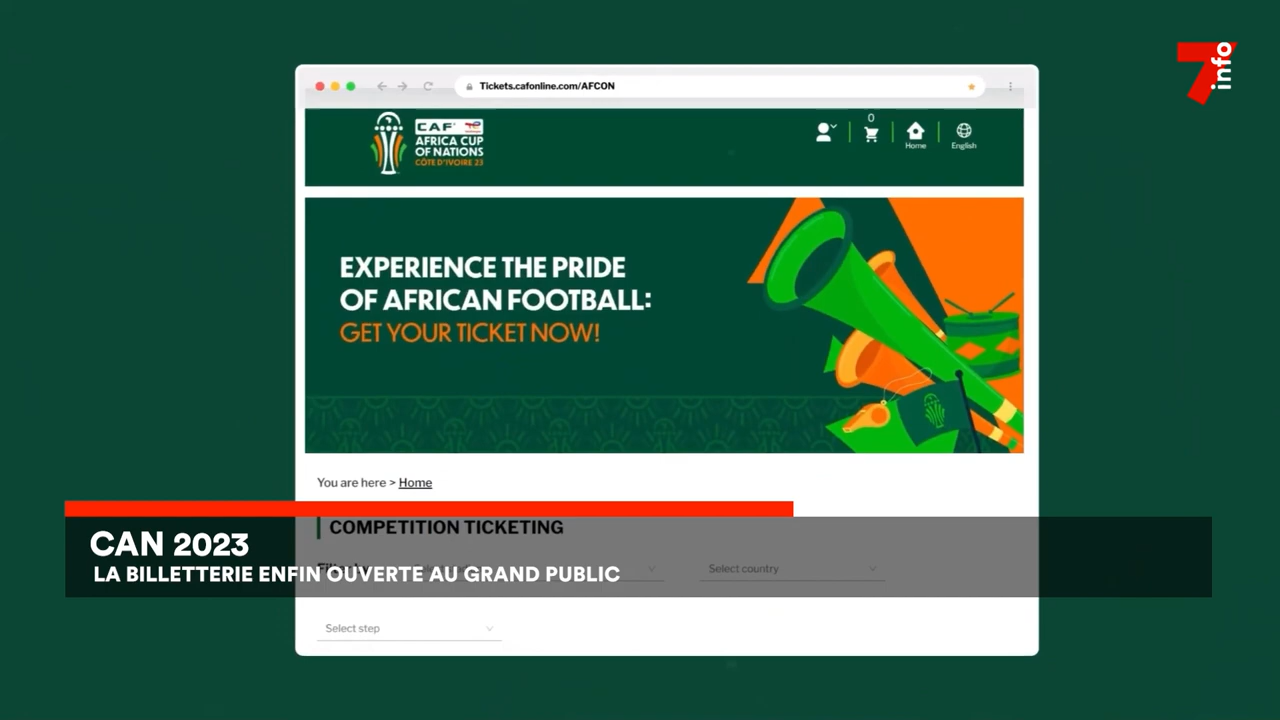 7 info
Tickets.cafonline.com/AFCON
CAF
AFRICA CUP
OF NATIONS
CÔTE D'IVOIRE 23
0
Home
English
EXPERIENCE THE PRIDE
OF AFRICAN FOOTBALL:
GET YOUR TICKET NOW!
You are here > Home
COMPETITION TICKETING
CAN 2023
LA BILLETTERIE ENFIN OUVERTE AU GRAND PUBLIC
Select country
Select step